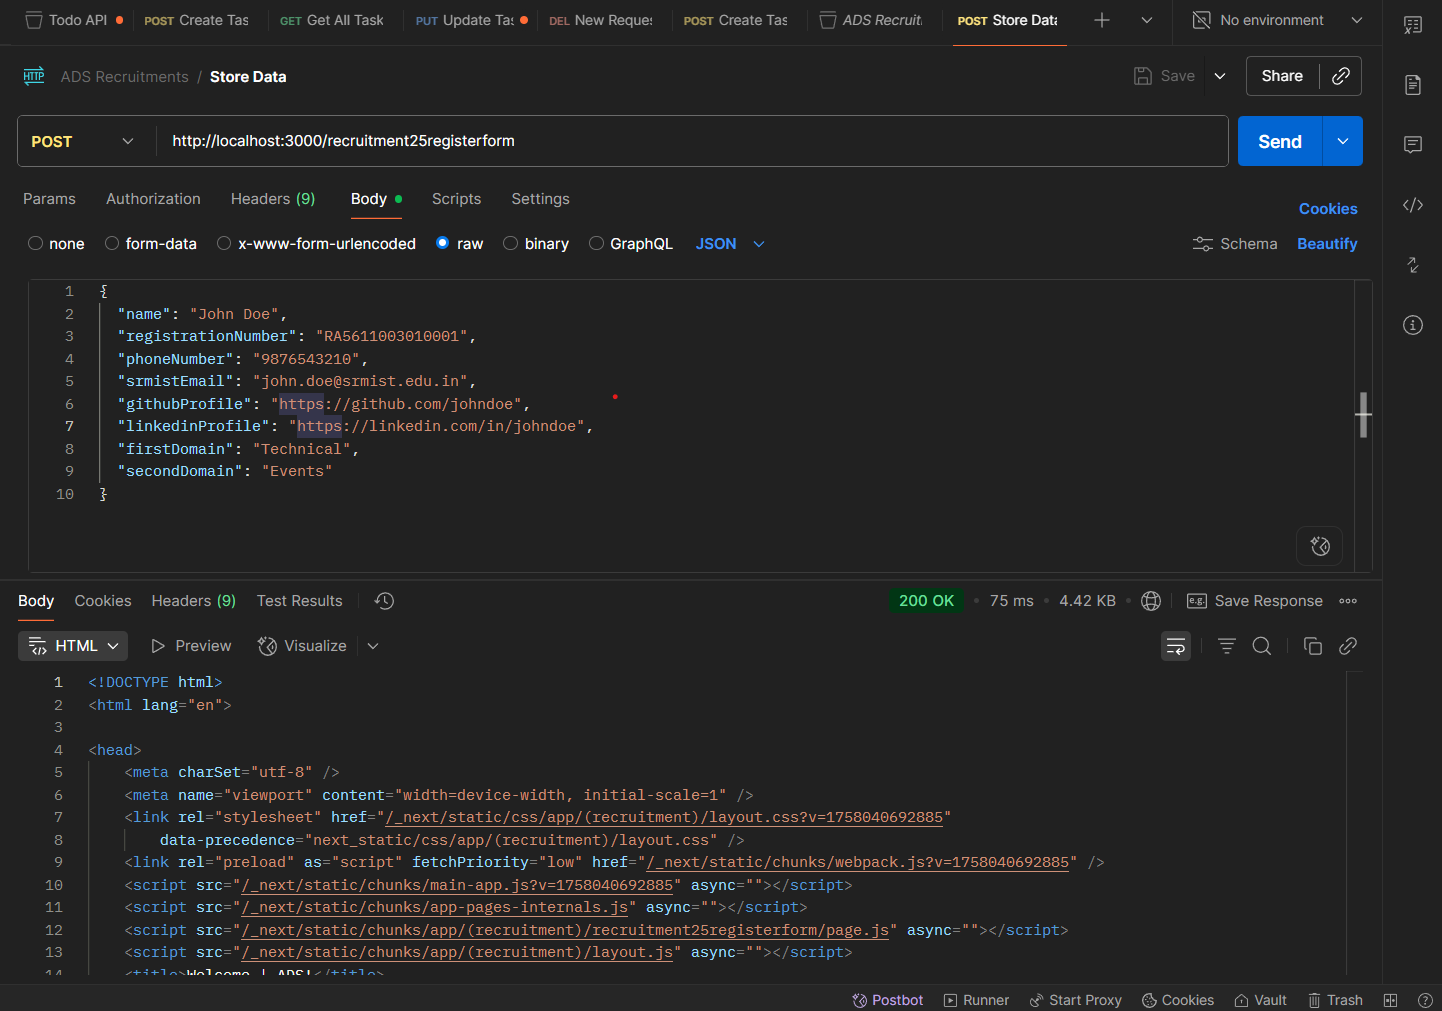 Todo API POST Create Tas GET Get All Task PUT Update Tas DEL New Reques POST Create Tas ADS Recruit POST Store Data No environment
HTTP ADS Recruitments / Store Data Save Share
POST http://localhost:3000/recruitment25registerform Send
Params Authorization Headers (9) Body Scripts Settings Cookies
none form-data x-www-form-urlencoded raw binary GraphQL JSON Schema Beautify
1 {
2 "name": "John Doe",
3 "registrationNumber": "RA5611003010001",
4 "phoneNumber": "9876543210",
5 "srmistEmail": "john.doe@srmist.edu.in",
6 "githubProfile": "https://github.com/johndoe",
7 "linkedinProfile": "https://linkedin.com/in/johndoe",
8 "firstDomain": "Technical",
9 "secondDomain": "Events"
10 }
Body Cookies Headers (9) Test Results 200 OK • 75 ms • 4.42 KB • e.g. Save Response
HTML Preview Visualize
1 <!DOCTYPE html>
2 <html lang="en">
3
4 <head>
5 <meta charSet="utf-8" />
6 <meta name="viewport" content="width=device-width, initial-scale=1" />
7 <link rel="stylesheet" href="/_next/static/css/app/(recruitment)/layout.css?v=1758040692885"
8 data-precedence="next_static/css/app/(recruitment)/layout.css" />
9 <link rel="preload" as="script" fetchPriority="low" href="/_next/static/chunks/webpack.js?v=1758040692885" />
10 <script src="/_next/static/chunks/main-app.js?v=1758040692885" async=""></script>
11 <script src="/_next/static/chunks/app-pages-internals.js" async=""></script>
12 <script src="/_next/static/chunks/app/(recruitment)/recruitment25registerform/page.js" async=""></script>
13 <script src="/_next/static/chunks/app/(recruitment)/layout.js" async=""></script>
14 <title>Welcome | ADS!</title>
Postbot Runner Start Proxy Cookies Vault Trash